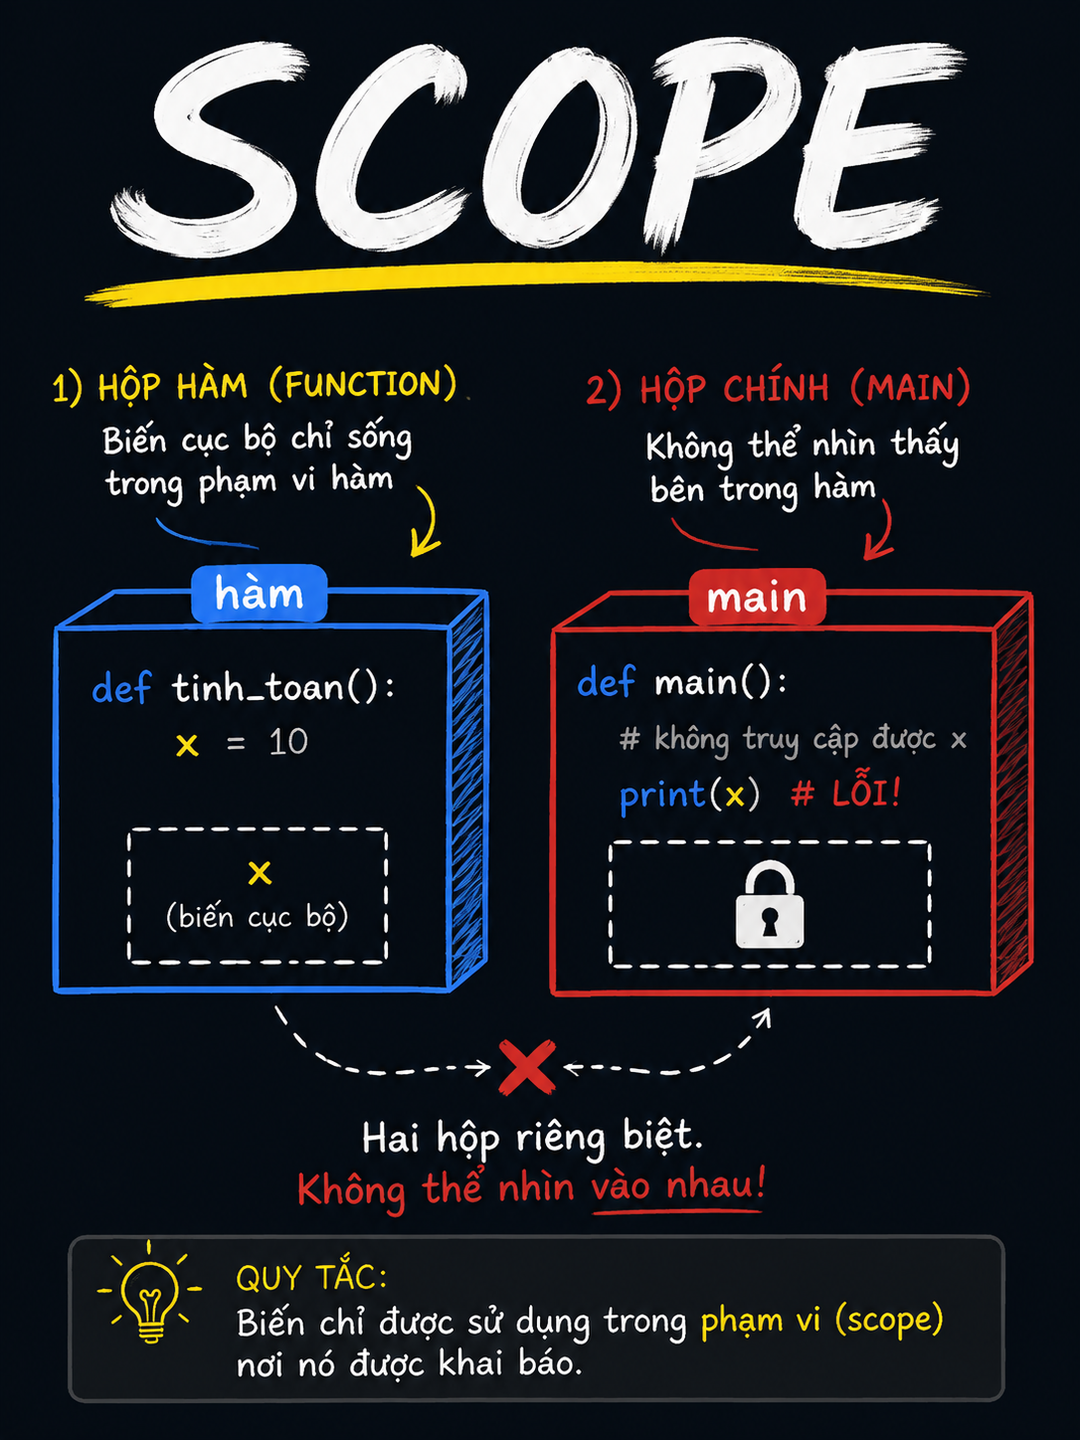 SCOPE
1) HỘP HÀM (FUNCTION)
Biến cục bộ chỉ sống
trong phạm vi hàm
hàm
def tinh_toan():
x = 10
x
(biến cục bộ)
2) HỘP CHÍNH (MAIN)
Không thể nhìn thấy
bên trong hàm
main
def main():
# không truy cập được x
print(x) # LỖI!
Hai hộp riêng biệt.
Không thể nhìn vào nhau!
QUY TẮC:
Biến chỉ được sử dụng trong phạm vi (scope)
nơi nó được khai báo.